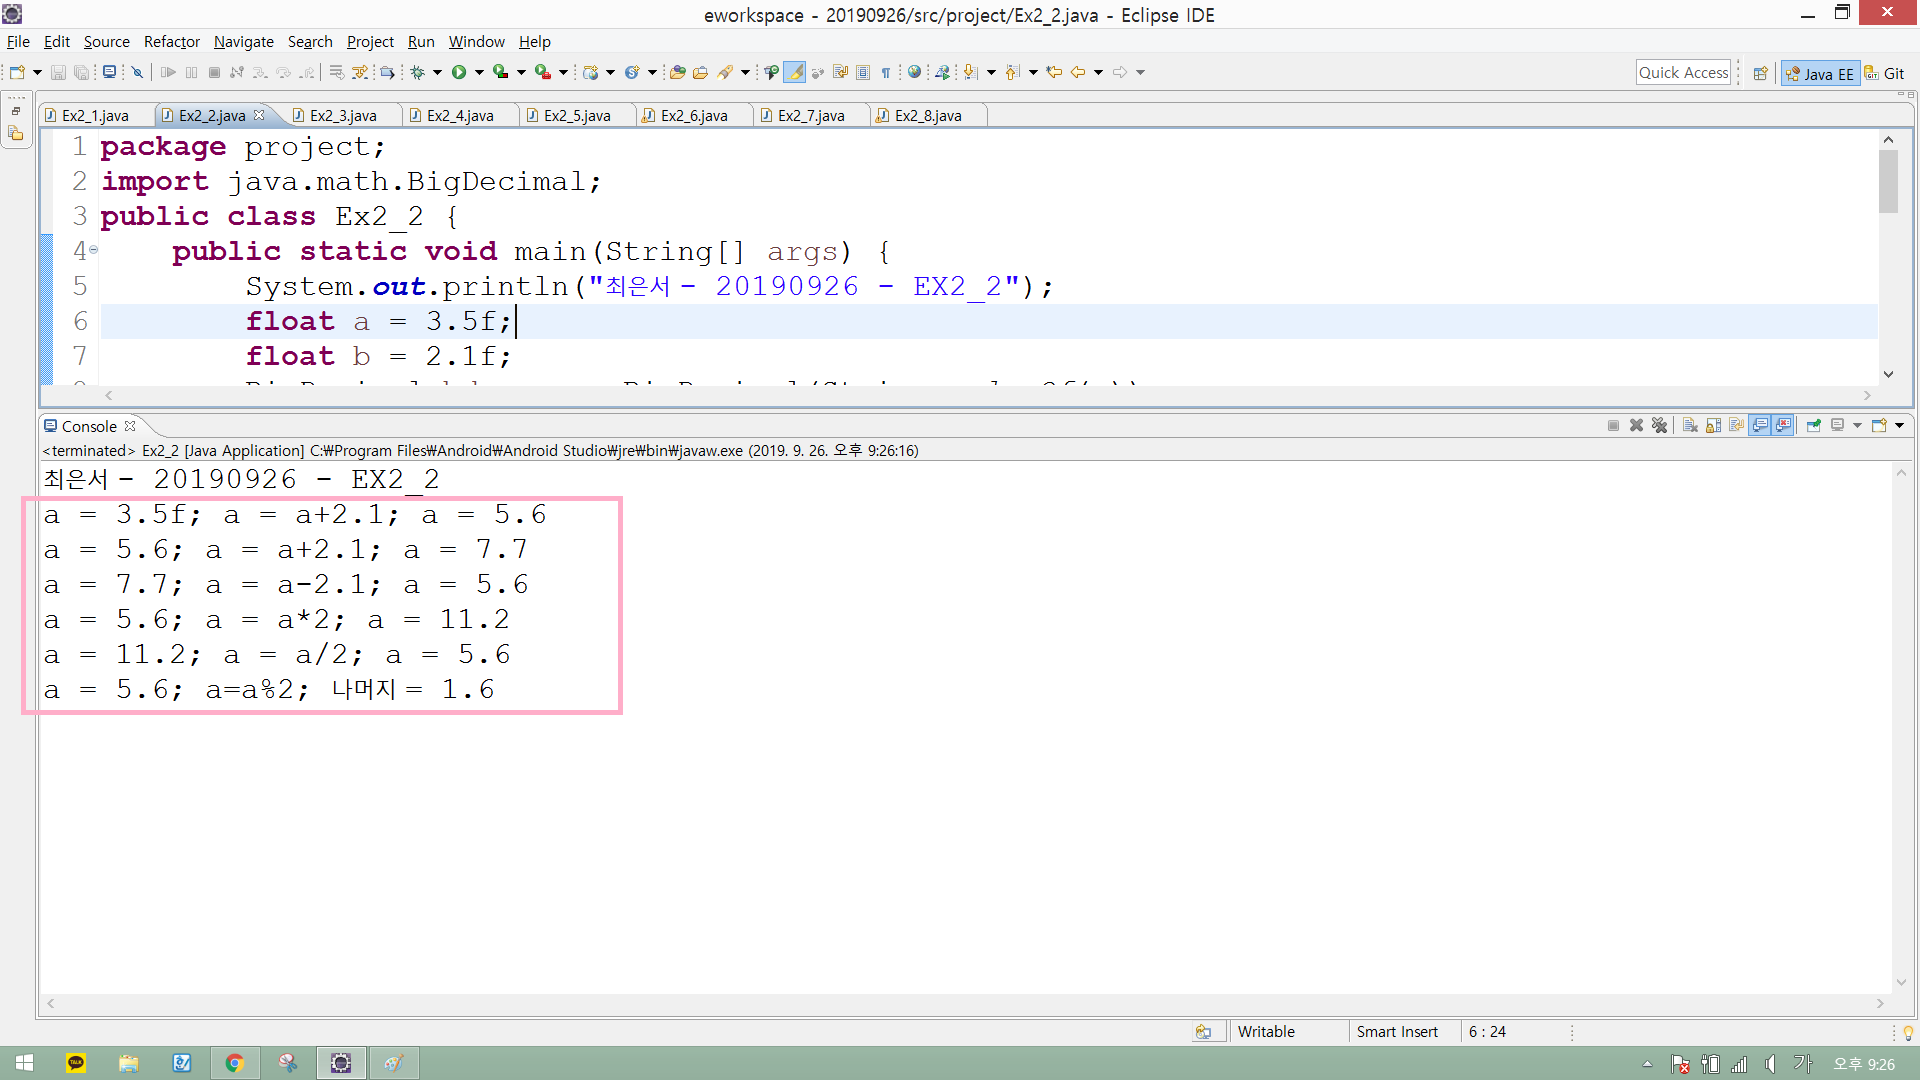 eworkspace - 20190926/src/project/Ex2_2.java - Eclipse IDE
File Edit Source Refactor Navigate Search Project Run Window Help
Quick Access Java EE Git
Ex2_1.java Ex2_2.java Ex2_3.java Ex2_4.java Ex2_5.java Ex2_6.java Ex2_7.java Ex2_8.java
1 package project;
2 import java.math.BigDecimal;
3 public class Ex2_2 {
4 public static void main(String[] args) {
5 System.out.println("최은서 - 20190926 - EX2_2");
6 float a = 3.5f;
7 float b = 2.1f;
Console
<terminated> Ex2_2 [Java Application] C:₩Program Files₩Android₩Android Studio₩jre₩bin₩javaw.exe (2019. 9. 26. 오후 9:26:16)
최은서 - 20190926 - EX2_2
a = 3.5f; a = a+2.1; a = 5.6
a = 5.6; a = a+2.1; a = 7.7
a = 7.7; a = a-2.1; a = 5.6
a = 5.6; a = a*2; a = 11.2
a = 11.2; a = a/2; a = 5.6
a = 5.6; a=a%2; 나머지 = 1.6
Writable Smart Insert 6 : 24
TALK
가 오후 9:26